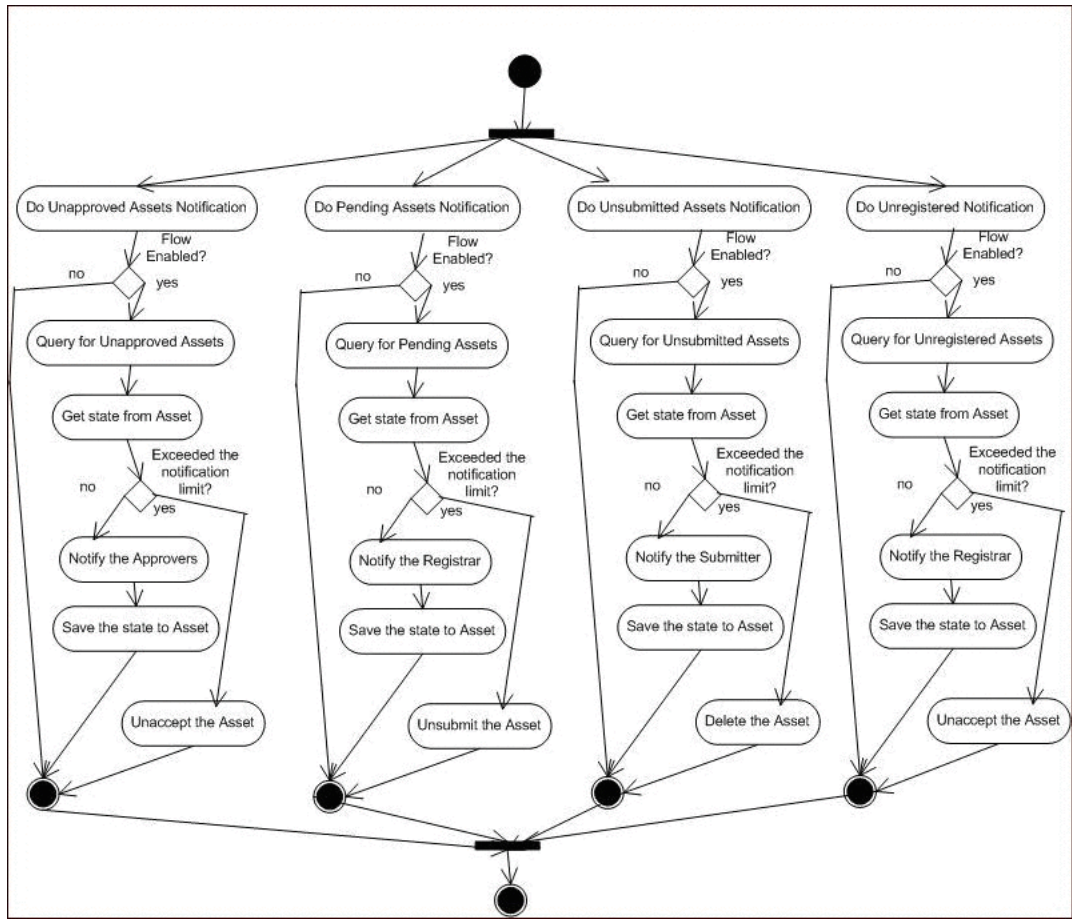 Do Unapproved Assets Notification
Do Pending Assets Notification
Do Unsubmitted Assets Notification
Do Unregistered Notification
Flow
Enabled?
no
yes
Flow
Enabled?
no
yes
Flow
Enabled?
no
yes
Flow
Enabled?
no
yes
Query for Unapproved Assets
Query for Pending Assets
Query for Unsubmitted Assets
Query for Unregistered Assets
Get state from Asset
Get state from Asset
Get state from Asset
Get state from Asset
Exceeded the
notification
limit?
no
yes
Exceeded the
notification
limit?
no
yes
Exceeded the
notification
limit?
no
yes
Exceeded the
notification
limit?
no
yes
Notify the Approvers
Notify the Registrar
Notify the Submitter
Notify the Registrar
Save the state to Asset
Save the state to Asset
Save the state to Asset
Save the state to Asset
Unaccept the Asset
Unsubmit the Asset
Delete the Asset
Unaccept the Asset